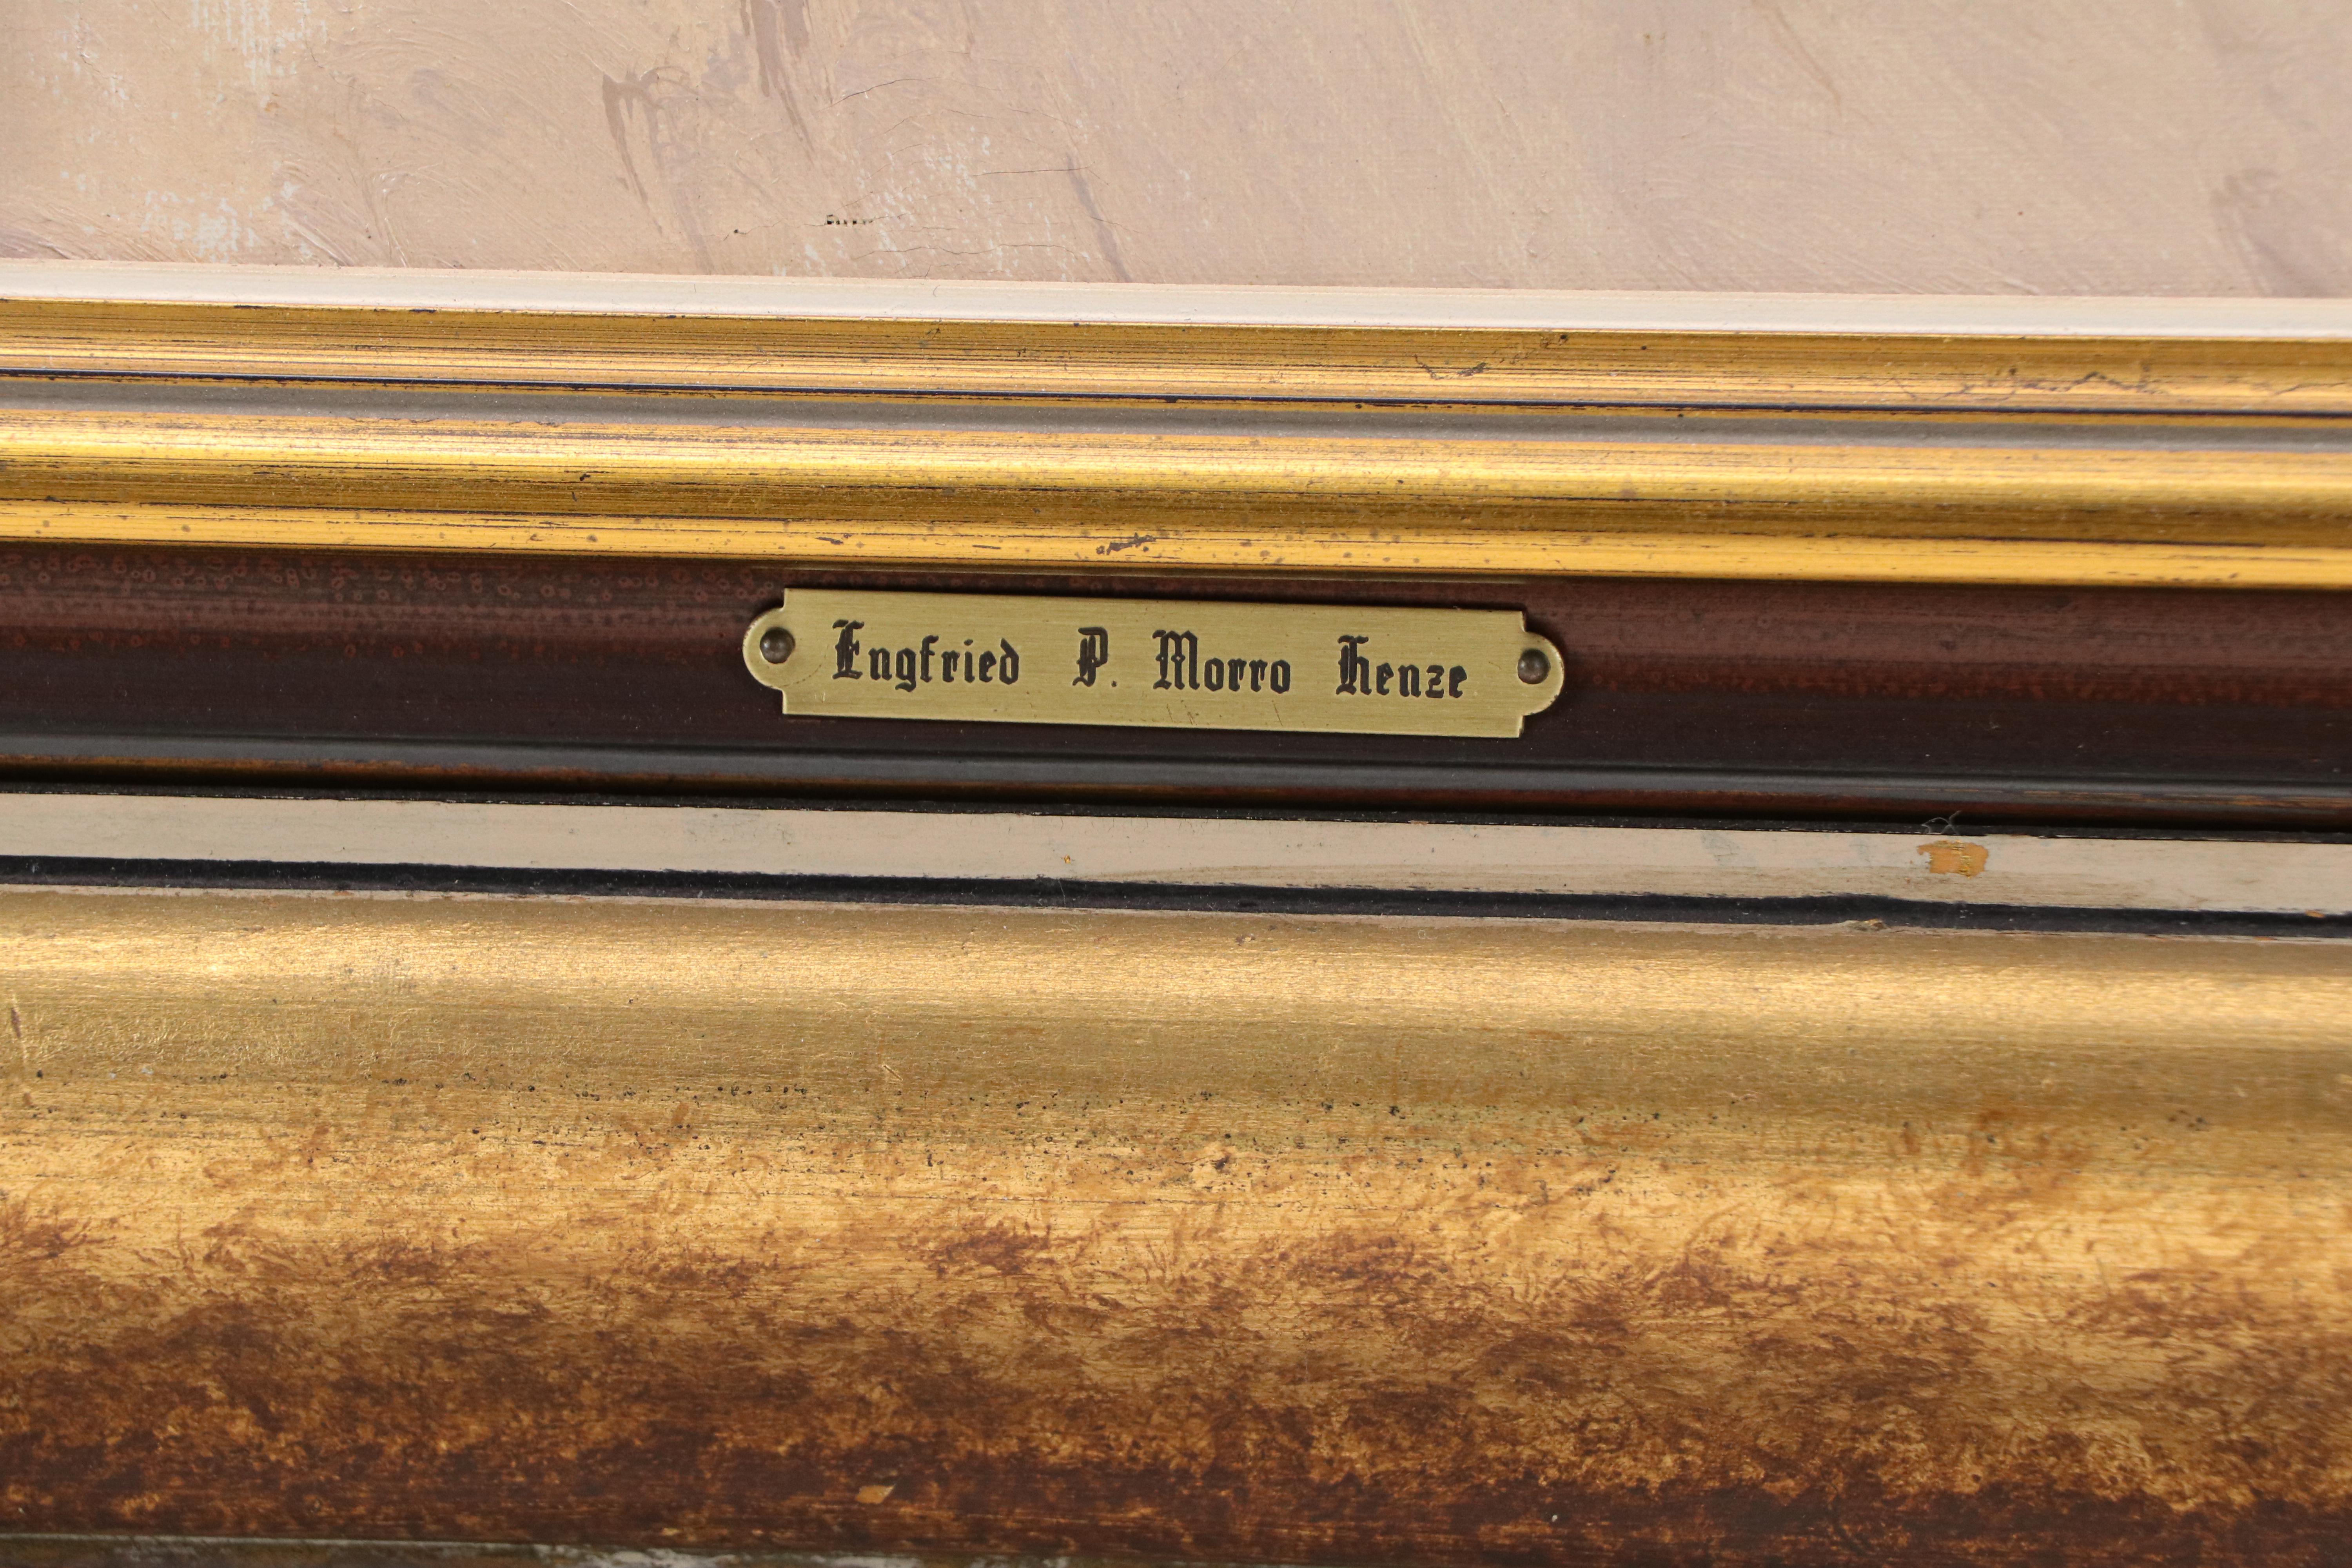 Engfried P. Morro Henze